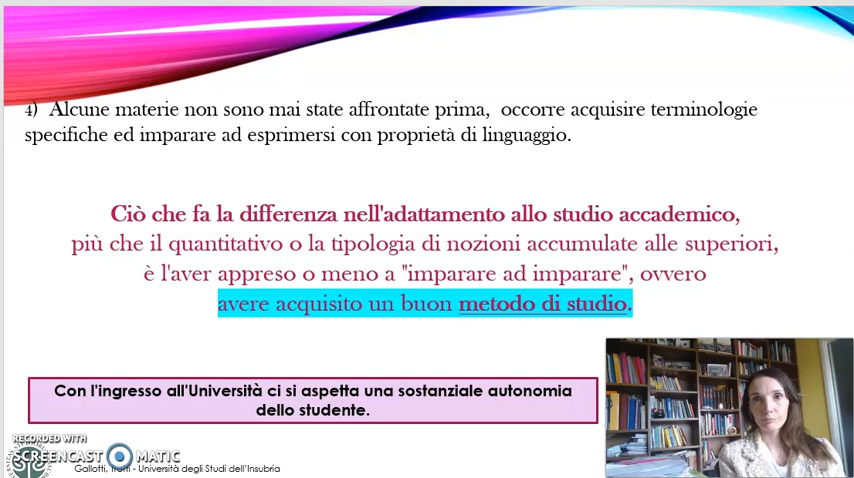 4) Alcune materie non sono mai state affrontate prima, occorre acquisire terminologie
specifiche ed imparare ad esprimersi con proprietà di linguaggio.
Ciò che fa la differenza nell'adattamento allo studio accademico,
più che il quantitativo o la tipologia di nozioni accumulate alle superiori,
è l'aver appreso o meno a "imparare ad imparare", ovvero
avere acquisito un buon metodo di studio.
Con l'ingresso all'Università ci si aspetta una sostanziale autonomia
dello studente.
RECORDED WITH
SCREENCAST MATIC
Gallotti, - Università degli Studi dell'Insubria